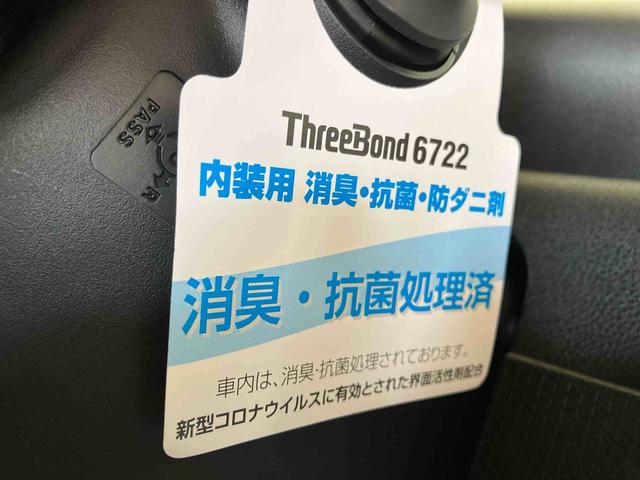 PASS
AIR
ThreeBond 6722
内装用 消臭・抗菌・防ダニ剤
消臭・抗菌処理済
車内は、消臭・抗菌処理されております。
新型コロナウイルスに有効とされた界面活性剤配合